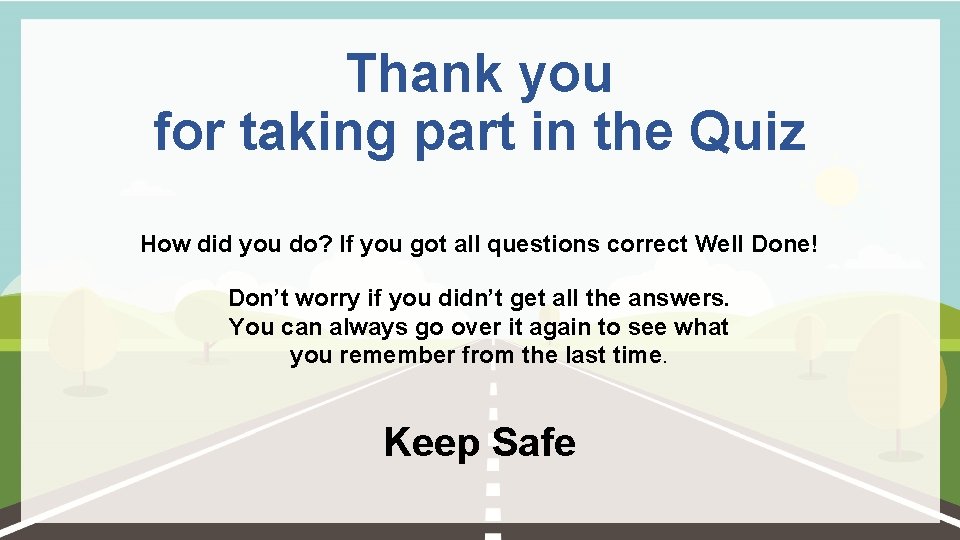 Thank you
for taking part in the Quiz
How did you do? If you got all questions correct Well Done!
Don’t worry if you didn’t get all the answers.
You can always go over it again to see what
you remember from the last time.
Keep Safe